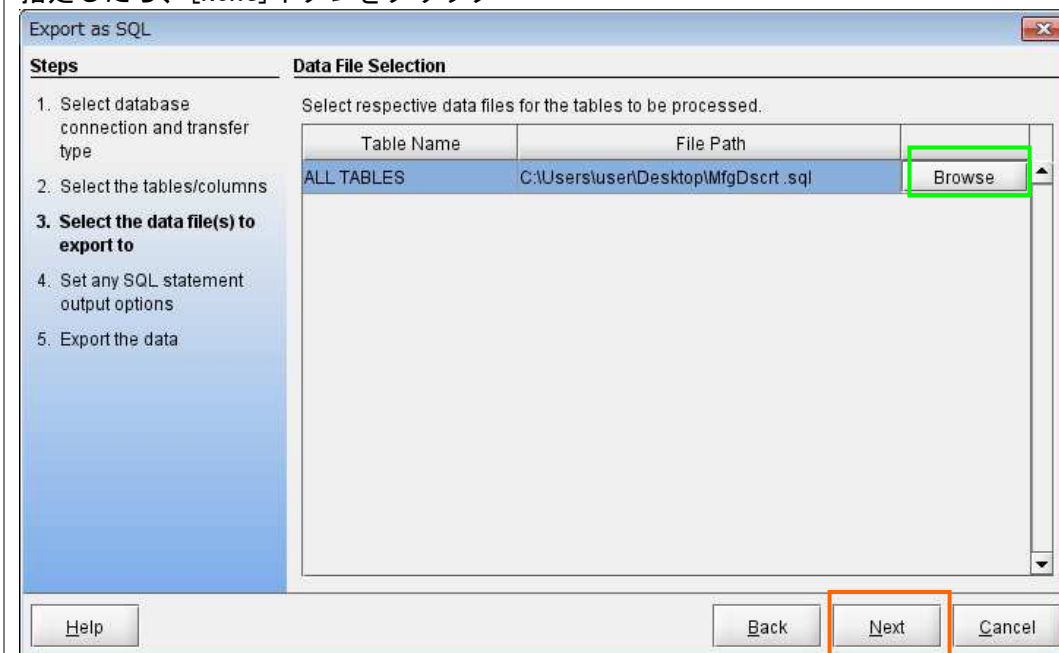 Export as SQL
Steps
1. Select database
connection and transfer
type
2. Select the tables/columns
3. Select the data file(s) to
export to
4. Set any SQL statement
output options
5. Export the data
Data File Selection
Select respective data files for the tables to be processed.
Table Name
File Path
ALL TABLES
C:\Users\user\Desktop\MfgDscrt .sql
Browse
Help
Back
Next
Cancel